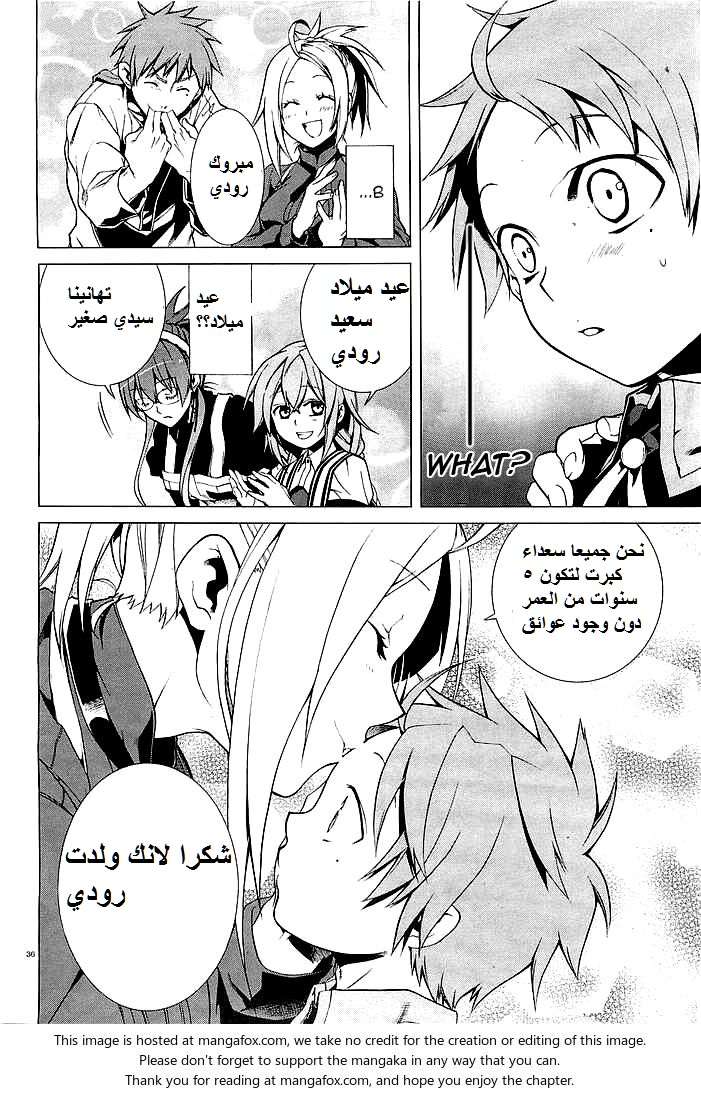 WHAT?
مبروك
رودي
...B
عيد ميلاد
سعيد
رودي
عيد
ميلاد؟؟
تهانينا
سيدي صغير
نحن جميعا سعداء
كبرت لتكون ٥
سنوات من العمر
دون وجود عوائق
شكرا لانك ولدت
رودي
36
This image is hosted at mangafox.com, we take no credit for the creation or editing of this image.
Please don't forget to support the mangaka in any way that you can.
Thank you for reading at mangafox.com, and hope you enjoy the chapter.